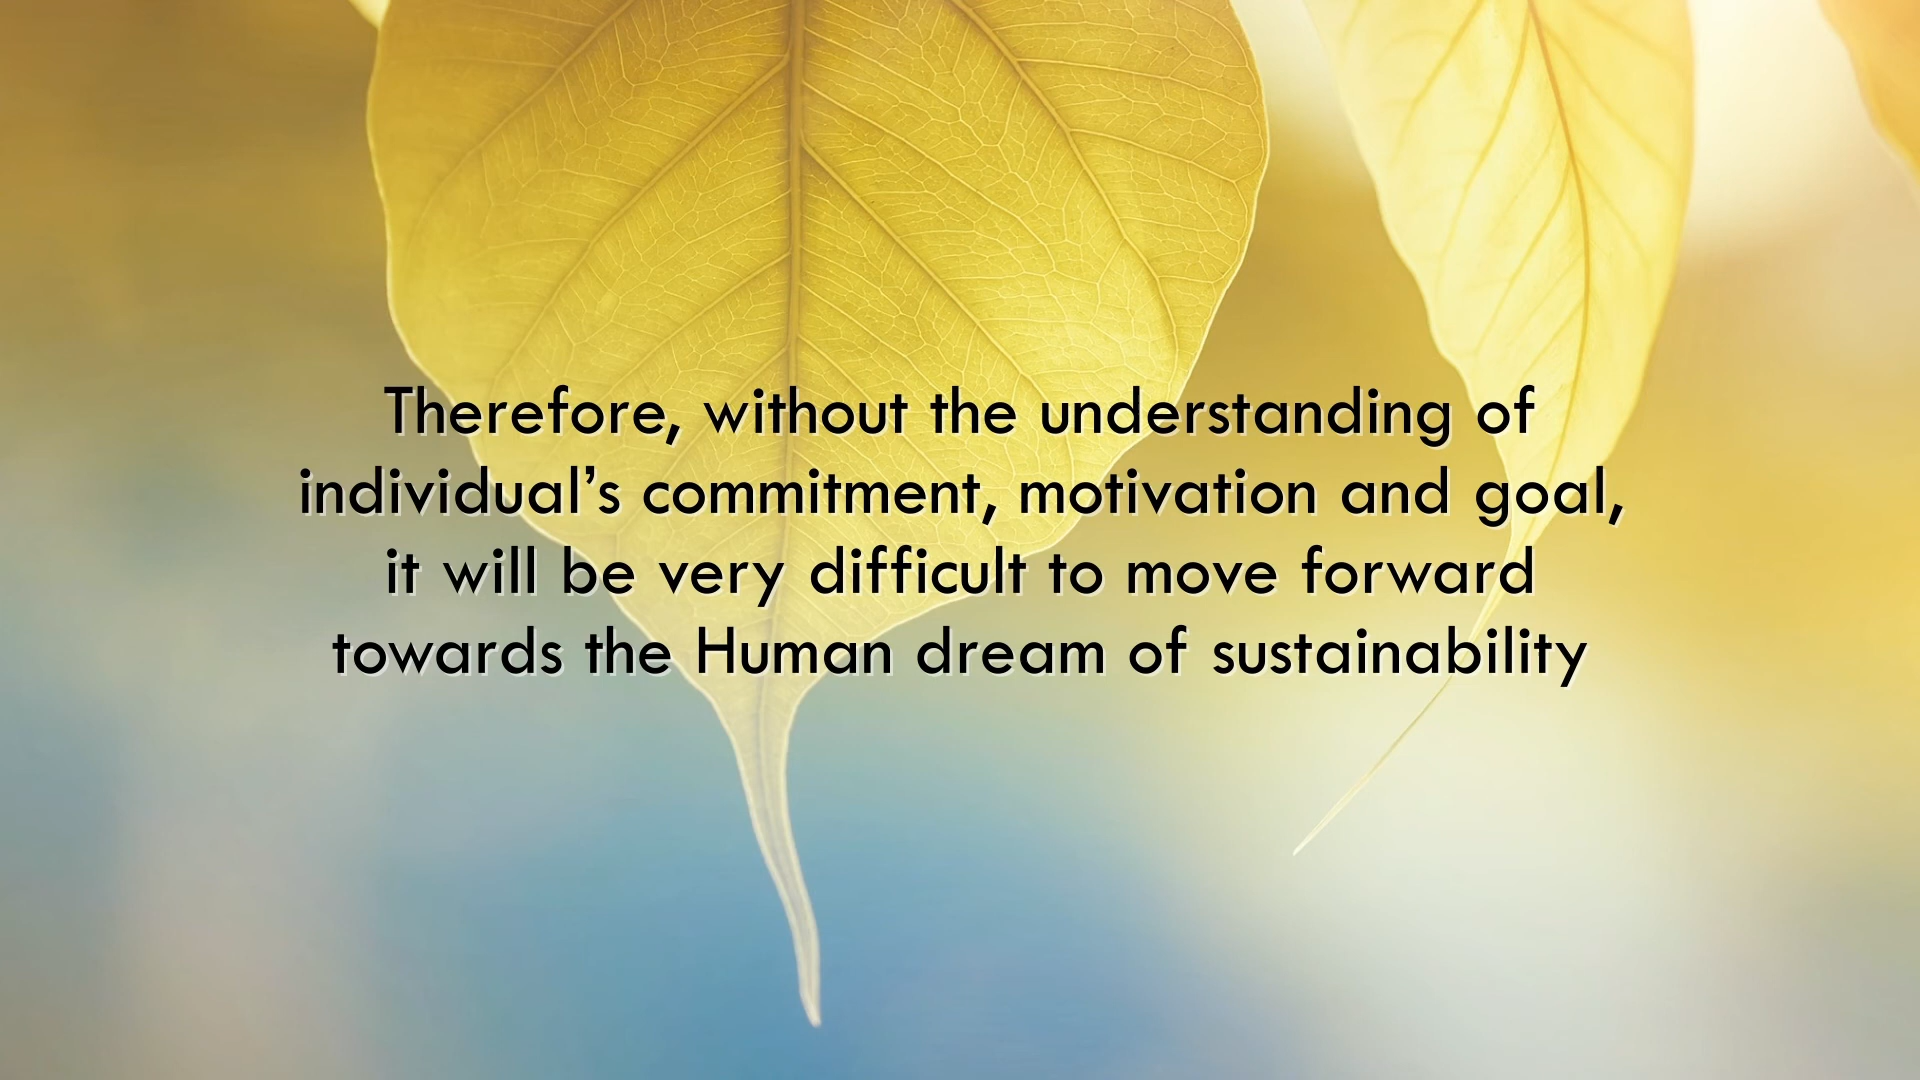 Therefore, without the understanding of
individual’s commitment, motivation and goal,
it will be very difficult to move forward
towards the Human dream of sustainability